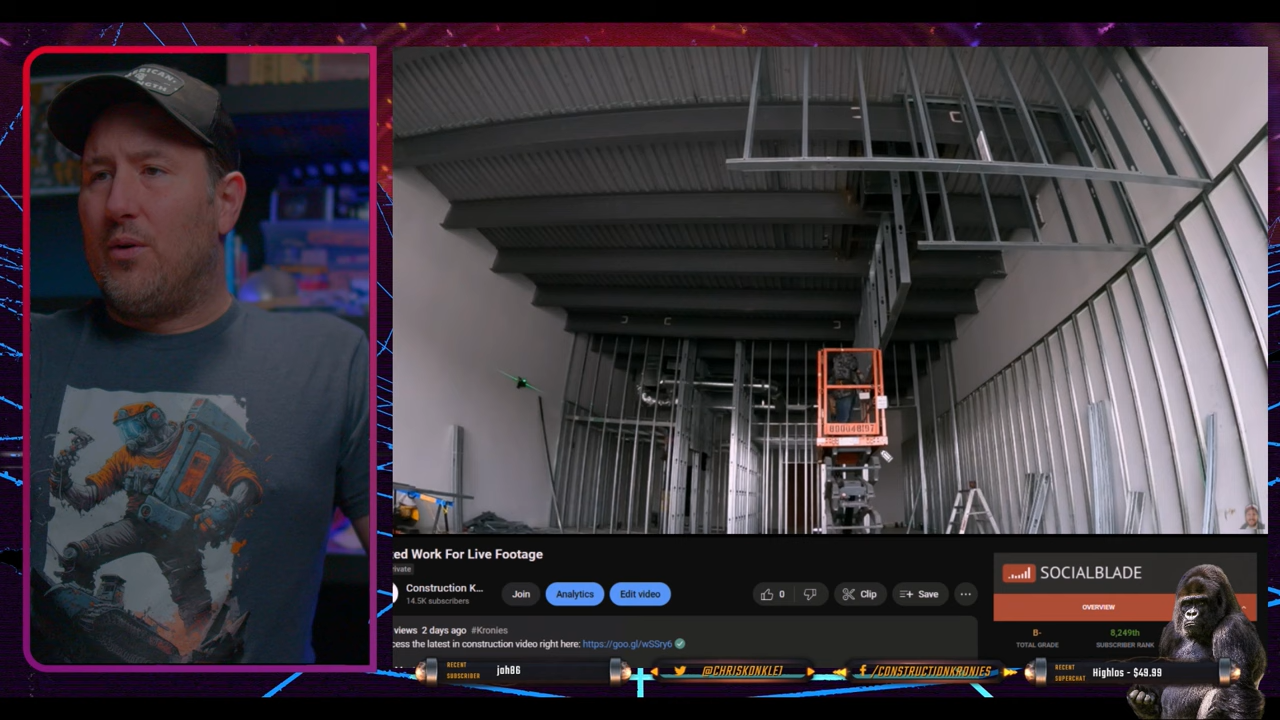 ed Work For Live Footage
rivate
Construction K...
14.5K subscribers
Join
Analytics
Edit video
0
Clip
Save
views 2 days ago #Kronies
cess the latest in construction video right here: https://goo.gl/wSSry6
SOCIALBLADE
OVERVIEW
B-
TOTAL GRADE
8,249th
SUBSCRIBER RANK
RECENT
SUBSCRIBER
@CHRISKONKLE1
/CONSTRUCTIONKRONIES
RECENT
SUPERCHAT
Highlos - $49.99